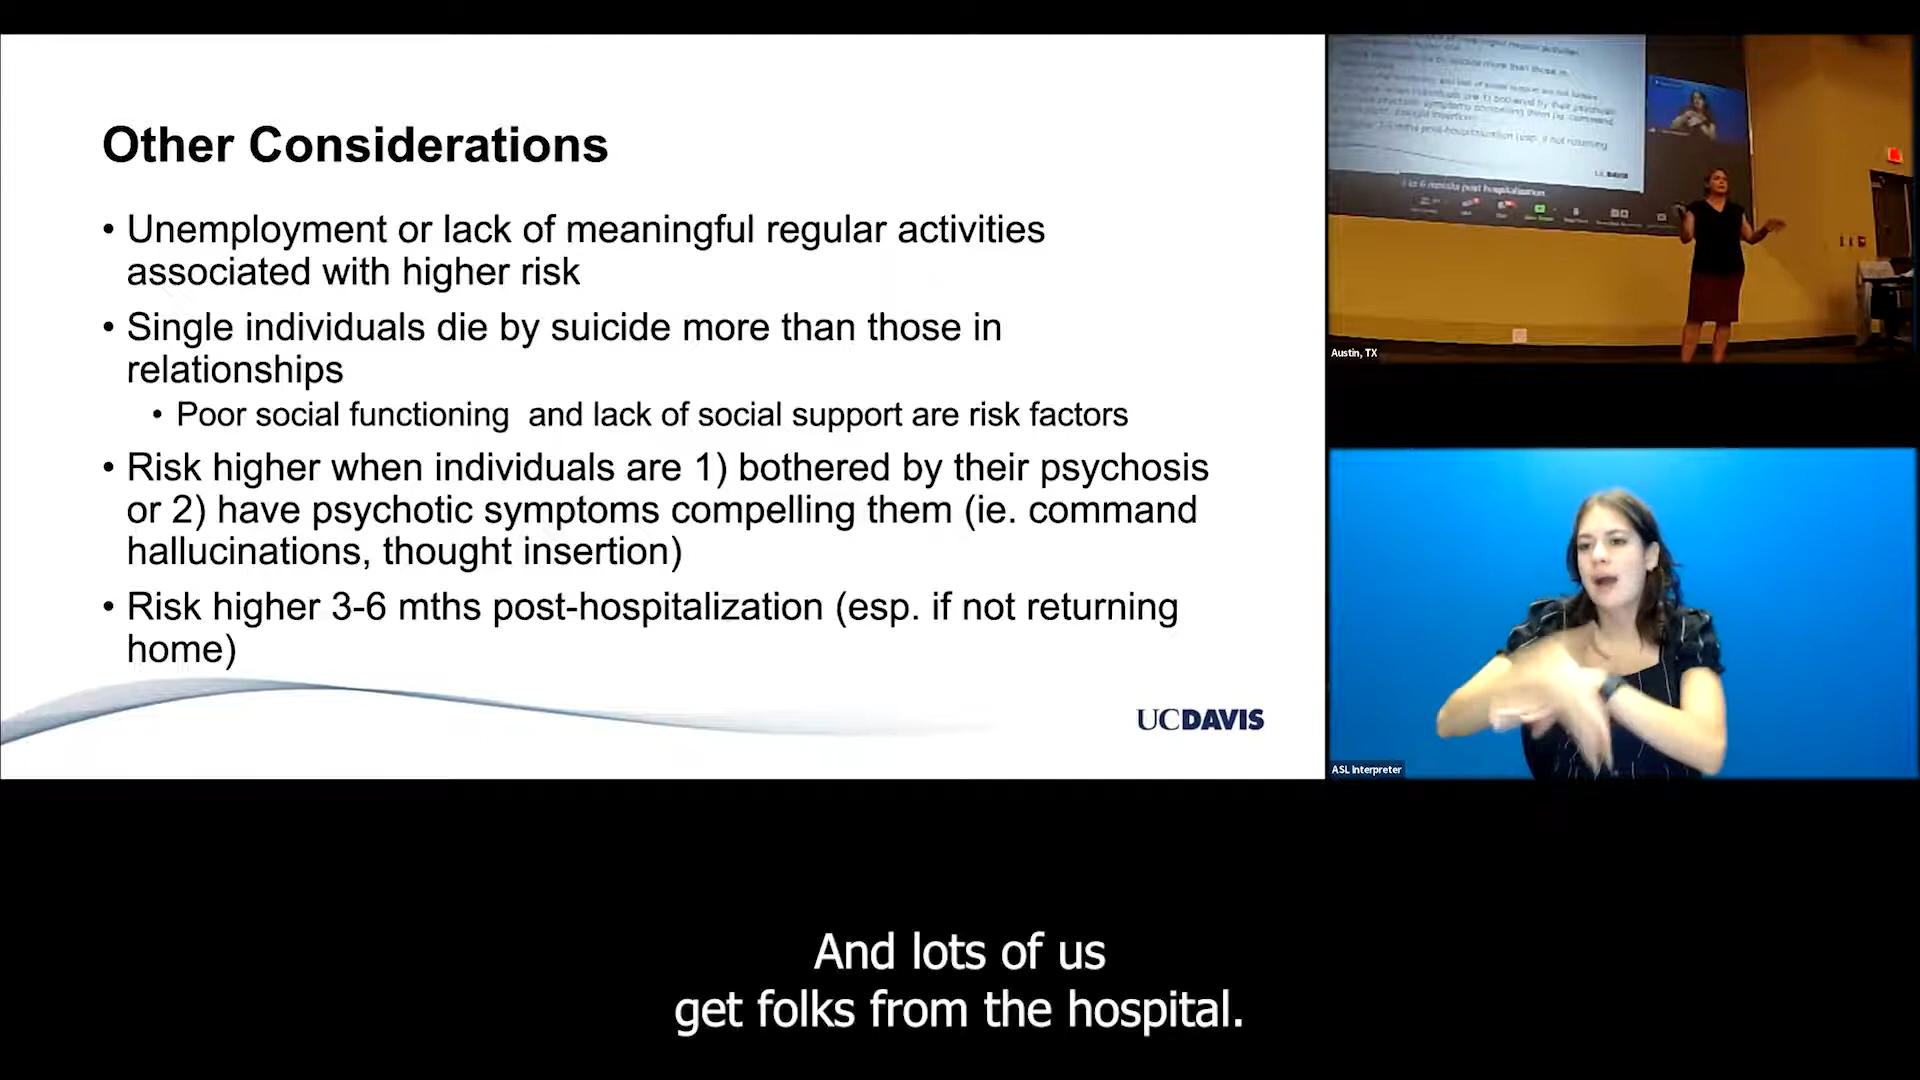 Other Considerations
• Unemployment or lack of meaningful regular activities
associated with higher risk
• Single individuals die by suicide more than those in
relationships
• Poor social functioning and lack of social support are risk factors
• Risk higher when individuals are 1) bothered by their psychosis
or 2) have psychotic symptoms compelling them (ie. command
hallucinations, thought insertion)
• Risk higher 3-6 mths post-hospitalization (esp. if not returning
home)
UCDAVIS
Austin, TX
ASL Interpreter
And lots of us
get folks from the hospital.